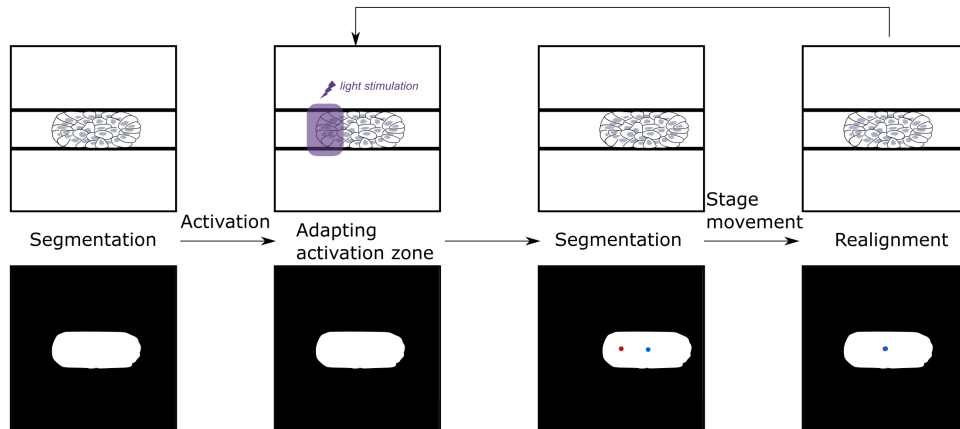 light stimulation
Segmentation
Activation
Adapting
activation zone
Segmentation
Stage
movement
Realignment